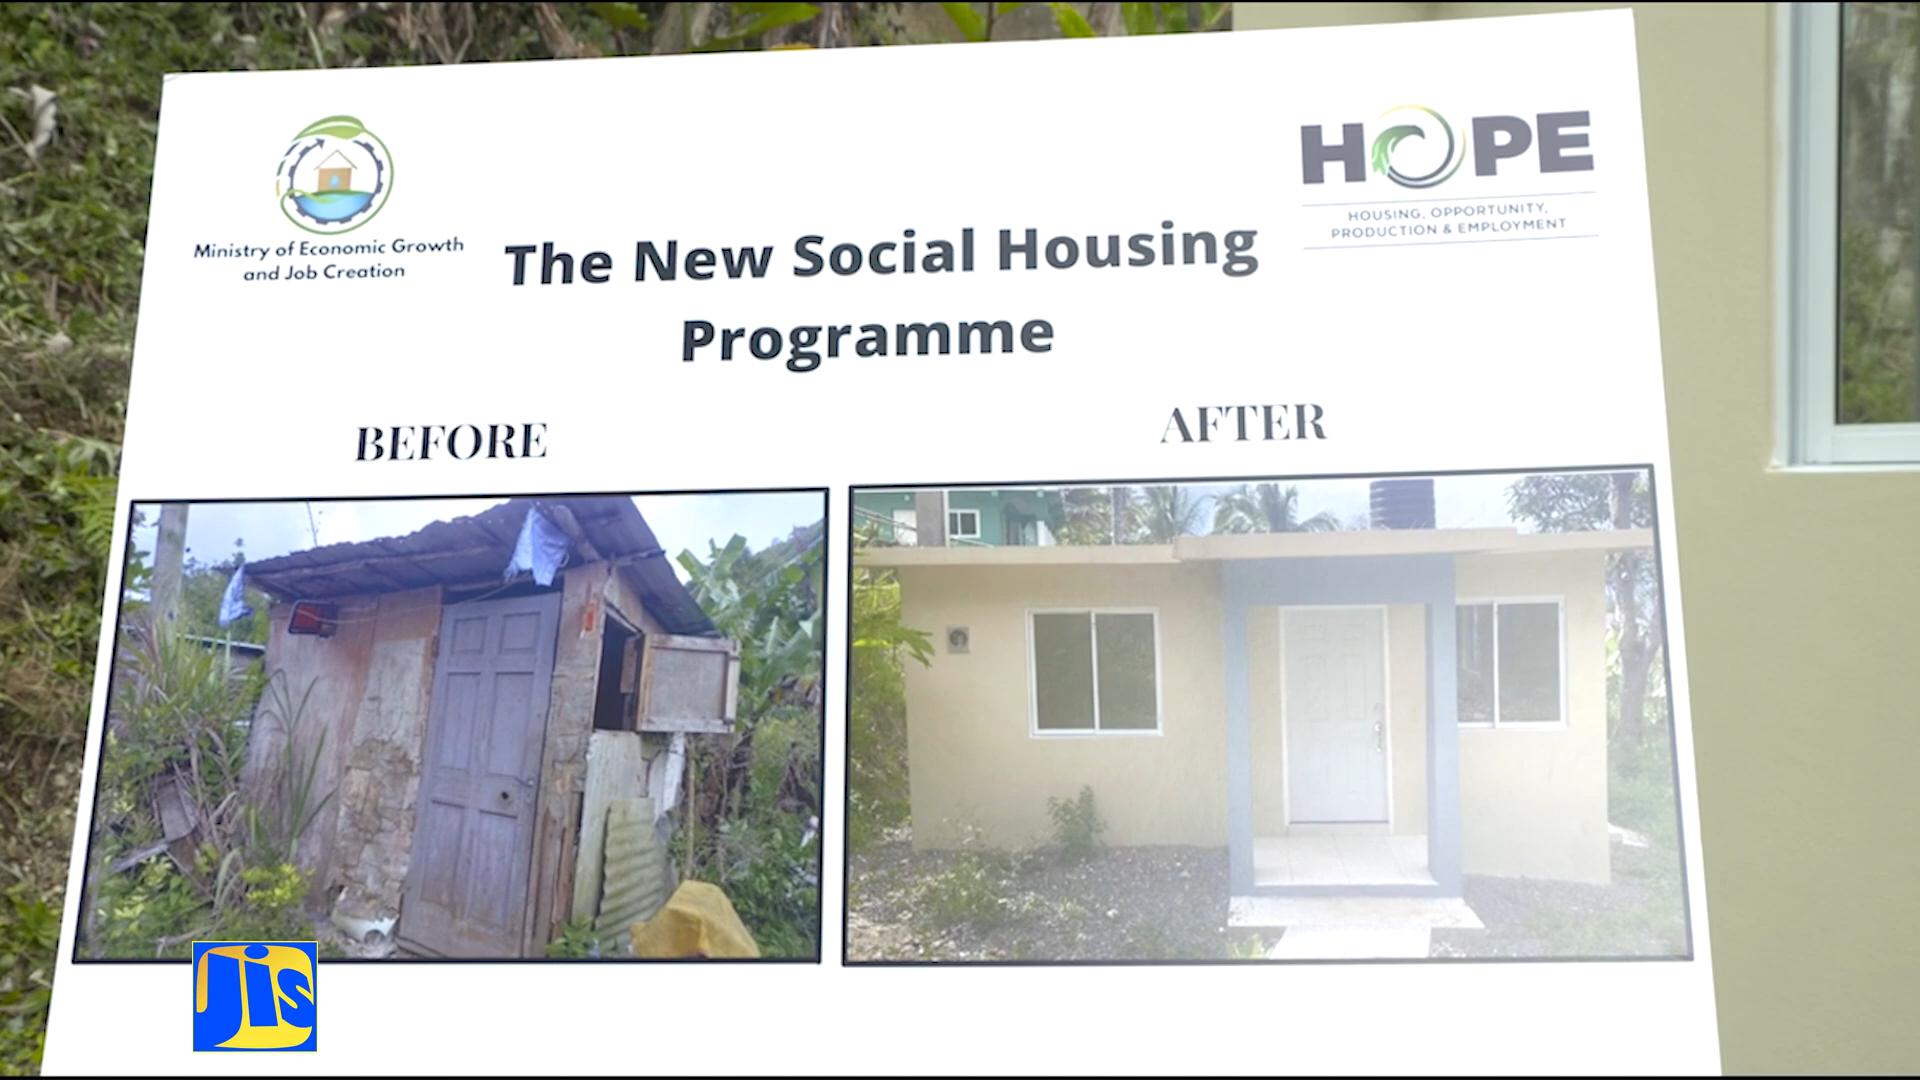 Ministry of Economic Growth
and Job Creation
HOPE
HOUSING, OPPORTUNITY,
PRODUCTION & EMPLOYMENT
The New Social Housing
Programme
BEFORE
AFTER
JIS